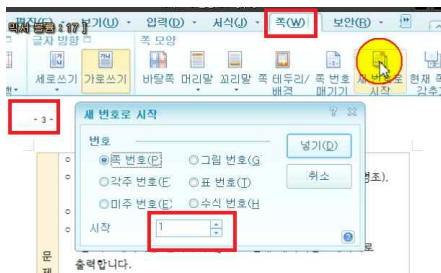 편집(E) 보기(U) 입력(D) 서식(J) 쪽(W) 보안(B)
글자 방향 쪽 모양
세로쓰기 가로쓰기 바탕쪽 머리말 꼬리말 쪽 테두리/배경 쪽 번호 매기기 새 번호로 시작 현재 쪽
- 3 -
새 번호로 시작
번호
쪽 번호(P) 그림 번호(G
각주 번호(F 표 번호(T)
미주 번호(E) 수식 번호(H
시작 1
넣기(D)
취소
조).
로
문
제
출력합니다.